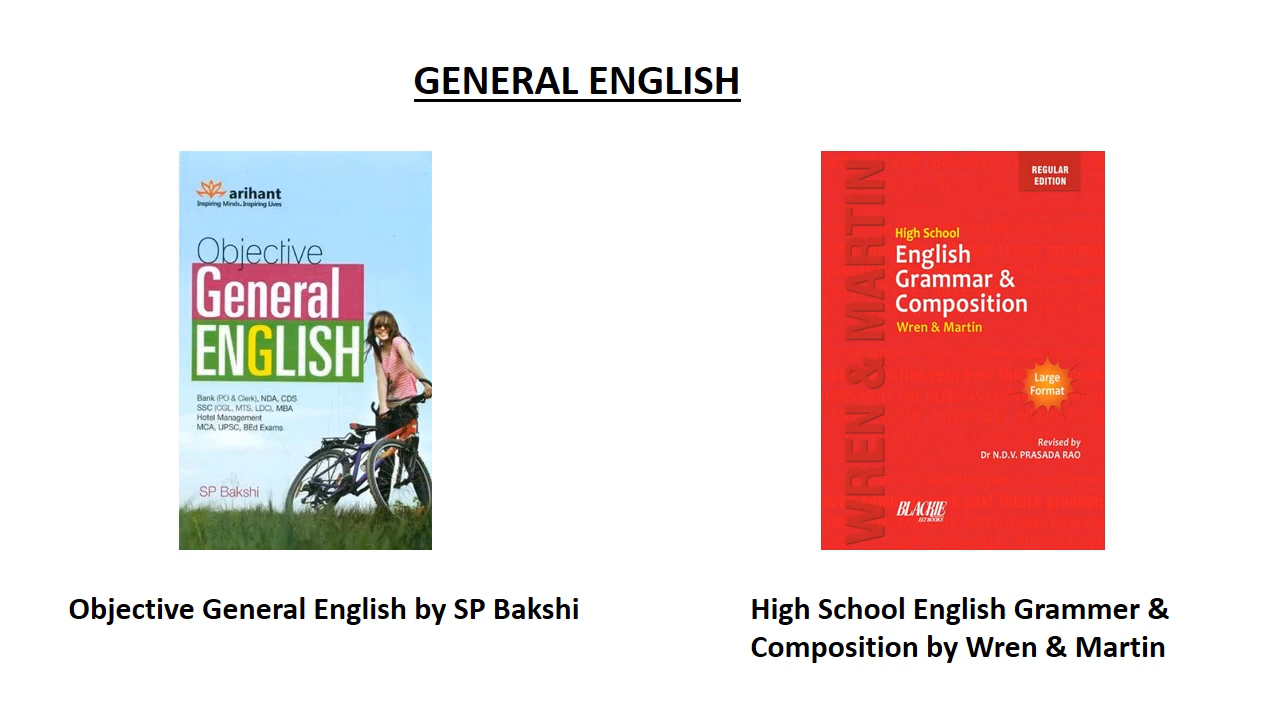 GENERAL ENGLISH
arihant
Inspiring Minds..Inspiring Lives
Objective
General
ENGLISH
Bank (PO & Clerk), NDA, CDS
SSC (CGL, MTS, LDC), MBA
Hotel Management
MCA, UPSC, BEd Exams
SP Bakshi
Objective General English by SP Bakshi
WREN & MARTIN
REGULAR
EDITION
High School
English
Grammar &
Composition
Wren & Martin
Large
Format
Revised by
Dr N.D.V. PRASADA RAO
BLACKIE
ELT BOOKS
High School English Grammer &
Composition by Wren & Martin